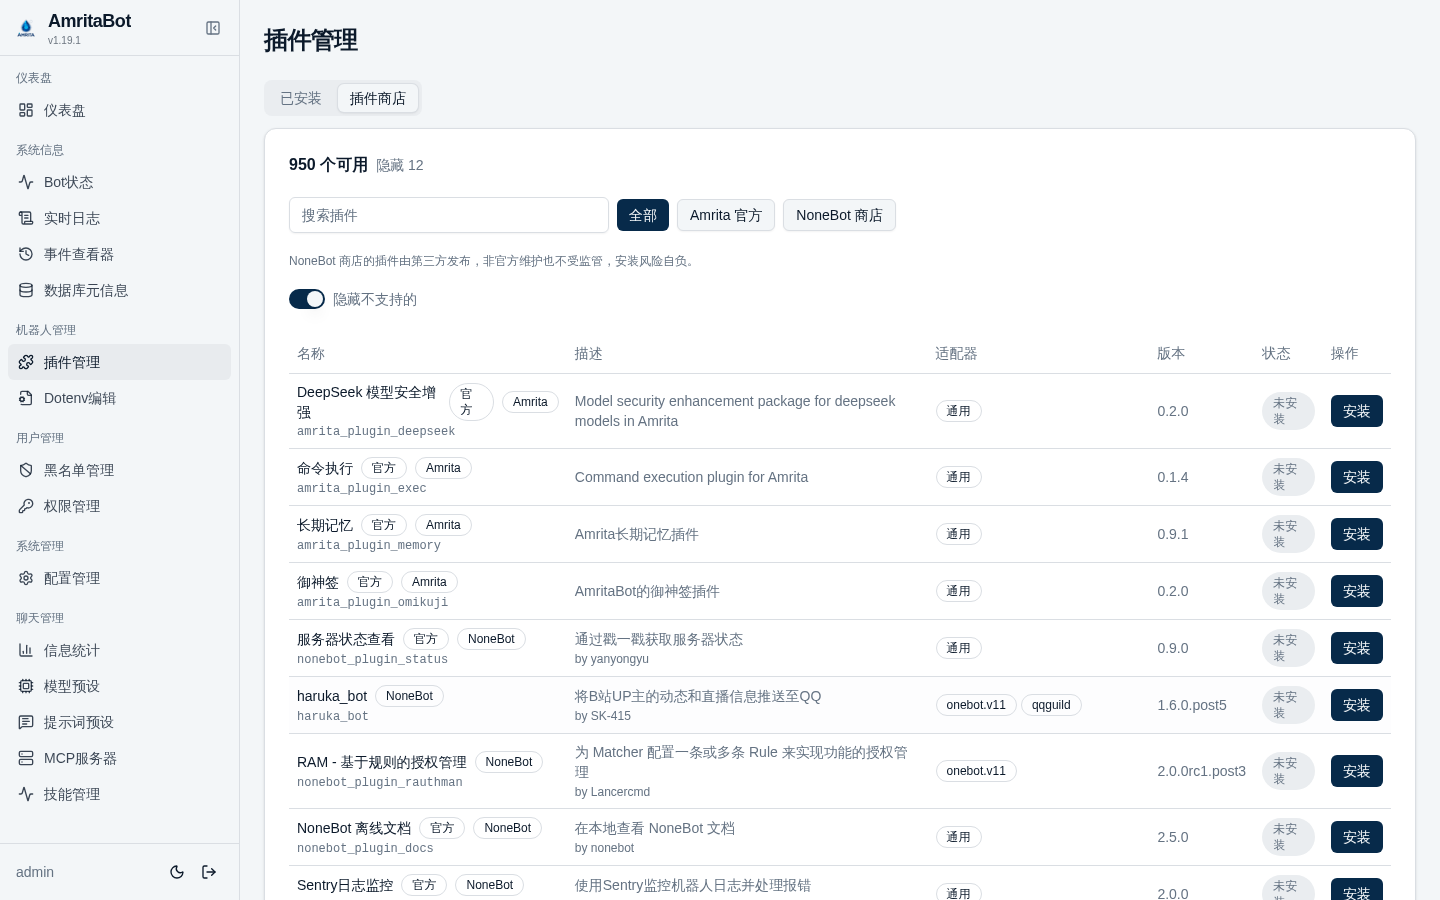 AmritaBot
v1.19.1
仪表盘
仪表盘
系统信息
Bot状态
实时日志
事件查看器
数据库元信息
机器人管理
插件管理
Dotenv编辑
用户管理
黑名单管理
权限管理
系统管理
配置管理
聊天管理
信息统计
模型预设
提示词预设
MCP服务器
技能管理
admin
插件管理
已安装 插件商店
950 个可用 隐藏 12
搜索插件 全部 Amrita 官方 NoneBot 商店
NoneBot 商店的插件由第三方发布，非官方维护也不受监管，安装风险自负。
隐藏不支持的
名称 描述 适配器 版本 状态 操作
DeepSeek 模型安全增
强
官
方
Amrita
amrita_plugin_deepseek
Model security enhancement package for deepseek
models in Amrita
通用
0.2.0
未安
装
安装
命令执行 官方 Amrita
amrita_plugin_exec
Command execution plugin for Amrita
通用
0.1.4
未安
装
安装
长期记忆 官方 Amrita
amrita_plugin_memory
Amrita长期记忆插件
通用
0.9.1
未安
装
安装
御神签 官方 Amrita
amrita_plugin_omikuji
AmritaBot的御神签插件
通用
0.2.0
未安
装
安装
服务器状态查看 官方 NoneBot
nonebot_plugin_status
通过戳一戳获取服务器状态
by yanyongyu
通用
0.9.0
未安
装
安装
haruka_bot NoneBot
haruka_bot
将B站UP主的动态和直播信息推送至QQ
by SK-415
onebot.v11 qqguild
1.6.0.post5
未安
装
安装
RAM - 基于规则的授权管理 NoneBot
nonebot_plugin_rauthman
为 Matcher 配置一条或多条 Rule 来实现功能的授权管
理
by Lancercmd
onebot.v11
2.0.0rc1.post3
未安
装
安装
NoneBot 离线文档 官方 NoneBot
nonebot_plugin_docs
在本地查看 NoneBot 文档
by nonebot
通用
2.5.0
未安
装
安装
Sentry日志监控 官方 NoneBot
使用Sentry监控机器人日志并处理报错
通用
2.0.0
未安
安装